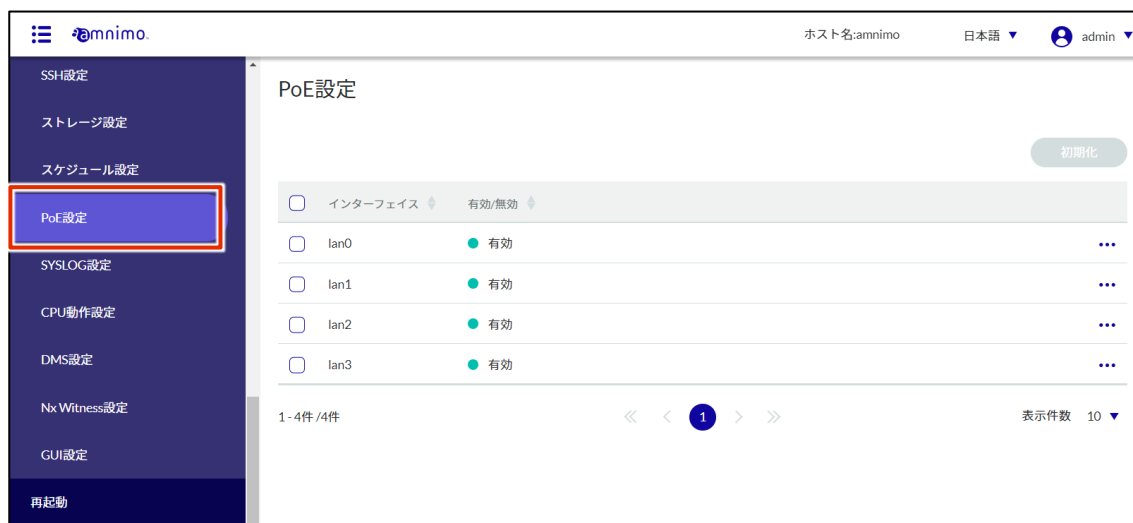 amnimo.
ホスト名:amnimo 日本語 admin
SSH設定
ストレージ設定
スケジュール設定
PoE設定
SYSLOG設定
CPU動作設定
DMS設定
Nx Witness設定
GUI設定
再起動
PoE設定
初期化
インターフェイス 有効/無効
lan0 有効
lan1 有効
lan2 有効
lan3 有効
1 - 4件 /4件 1 表示件数 10